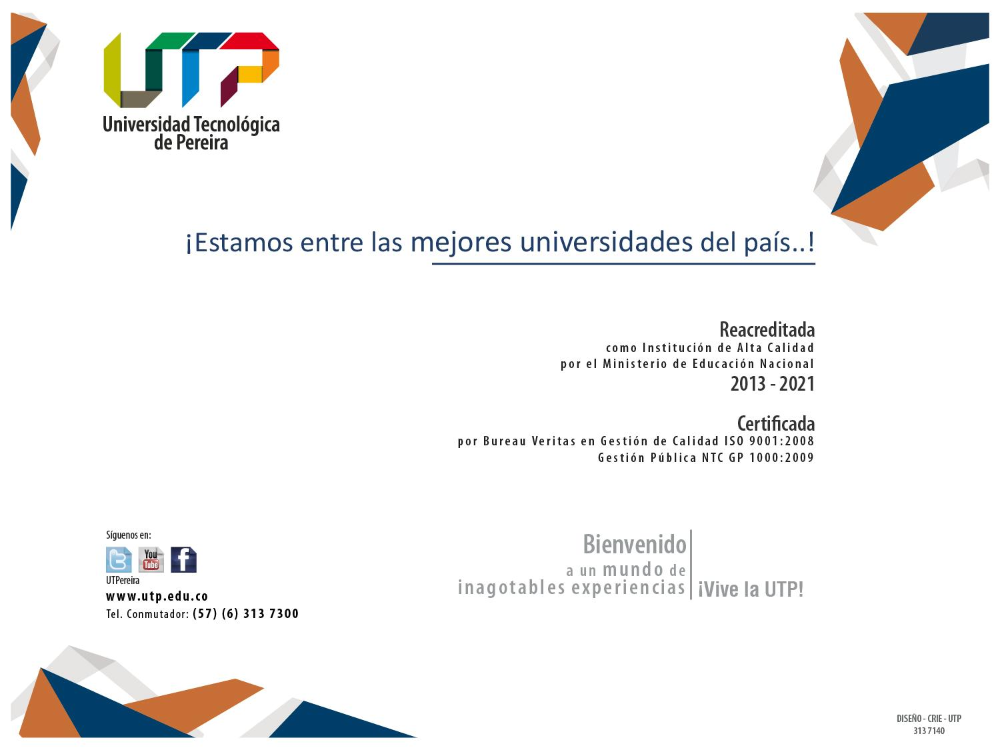 UTP
Universidad Tecnológica
de Pereira
¡Estamos entre las mejores universidades del país..!
Reacreditada
como Institución de Alta Calidad
por el Ministerio de Educación Nacional
2013 - 2021
Certificada
por Bureau Veritas en Gestión de Calidad ISO 9001:2008
Gestión Pública NTC GP 1000:2009
Síguenos en:
You
Tube
UTPereira
www.utp.edu.co
Tel. Conmutador: (57) (6) 313 7300
Bienvenido
a un mundo de
inagotables experiencias
¡Vive la UTP!
DISEÑO - CRIE - UTP
313 7140